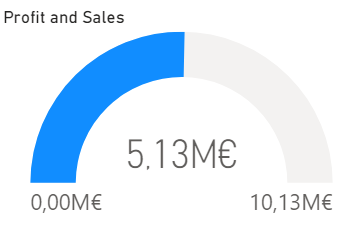 Profit and Sales
5,13M€
0,00M€ 10,13M€